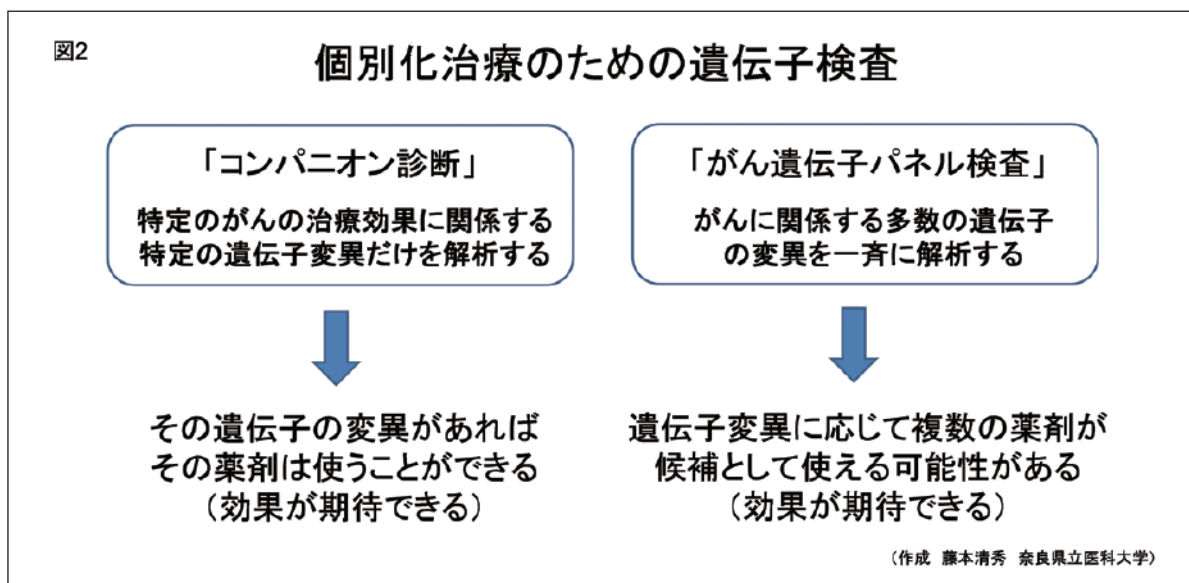 図2
個別化治療のための遺伝子検査
「コンパニオン診断」
特定のがんの治療効果に関係する
特定の遺伝子変異だけを解析する
その遺伝子の変異があれば
その薬剤は使うことができる
（効果が期待できる）
「がん遺伝子パネル検査」
がんに関係する多数の遺伝子
の変異を一斉に解析する
遺伝子変異に応じて複数の薬剤が
候補として使える可能性がある
（効果が期待できる）
（作成　藤本清秀　奈良県立医科大学）